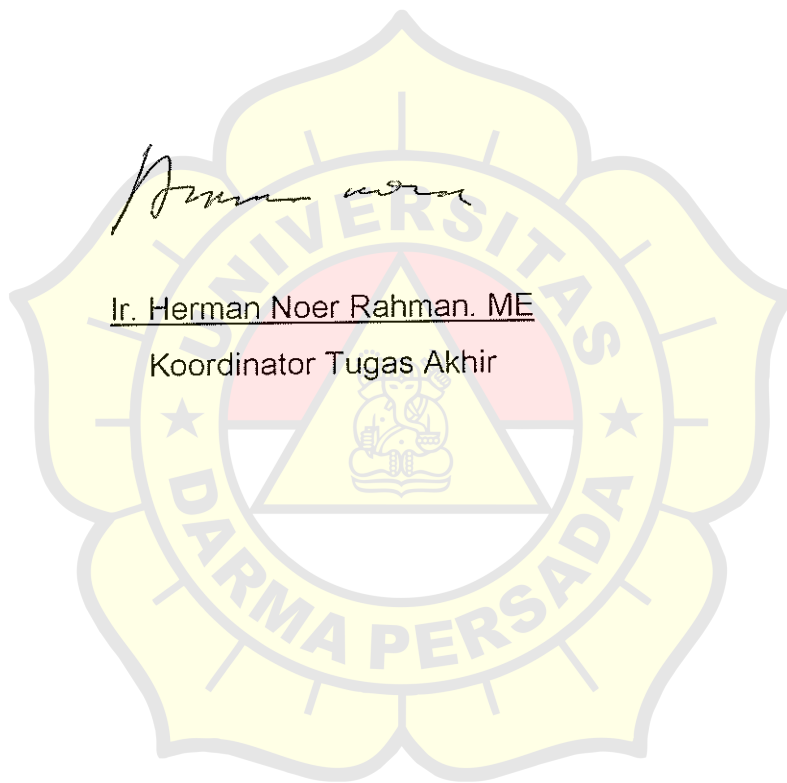 Ir. Herman Noer Rahman. ME
Koordinator Tugas Akhir
UNIVERSITAS
DARMA PERSADA